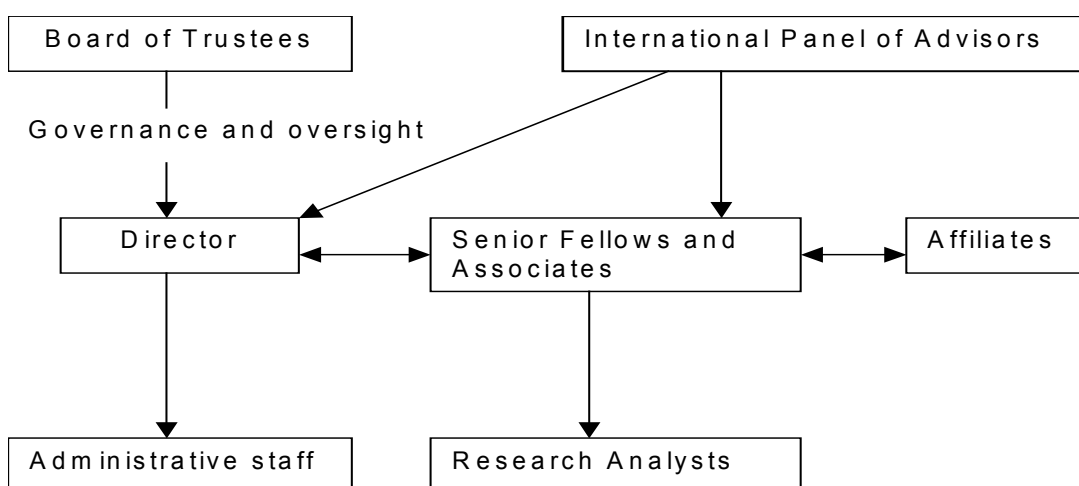 Board of Trustees
International Panel of Advisors
Governance and oversight
Director
Senior Fellows and
Associates
Affiliates
Administrative staff
Research Analysts